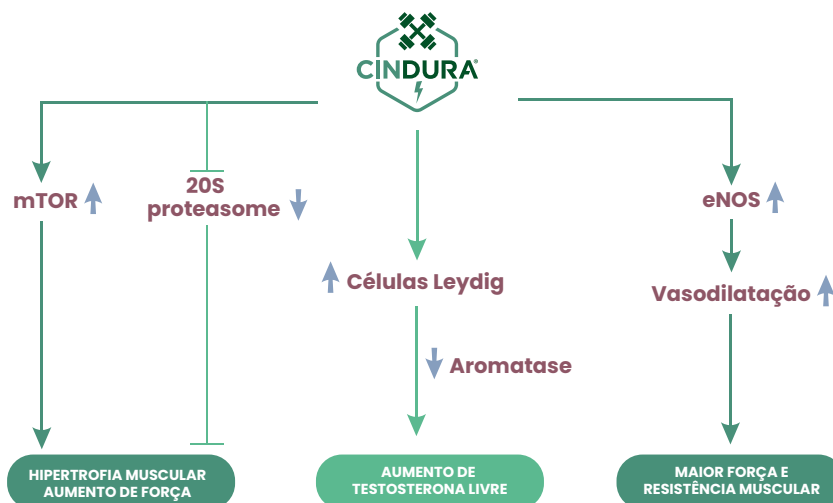 CINDURA®
mTOR
20S
proteasome
eNOS
Células Leydig
Vasodilatação
Aromatase
HIPERTROFIA MUSCULAR
AUMENTO DE FORÇA
AUMENTO DE
TESTOSTERONA LIVRE
MAIOR FORÇA E
RESISTÊNCIA MUSCULAR